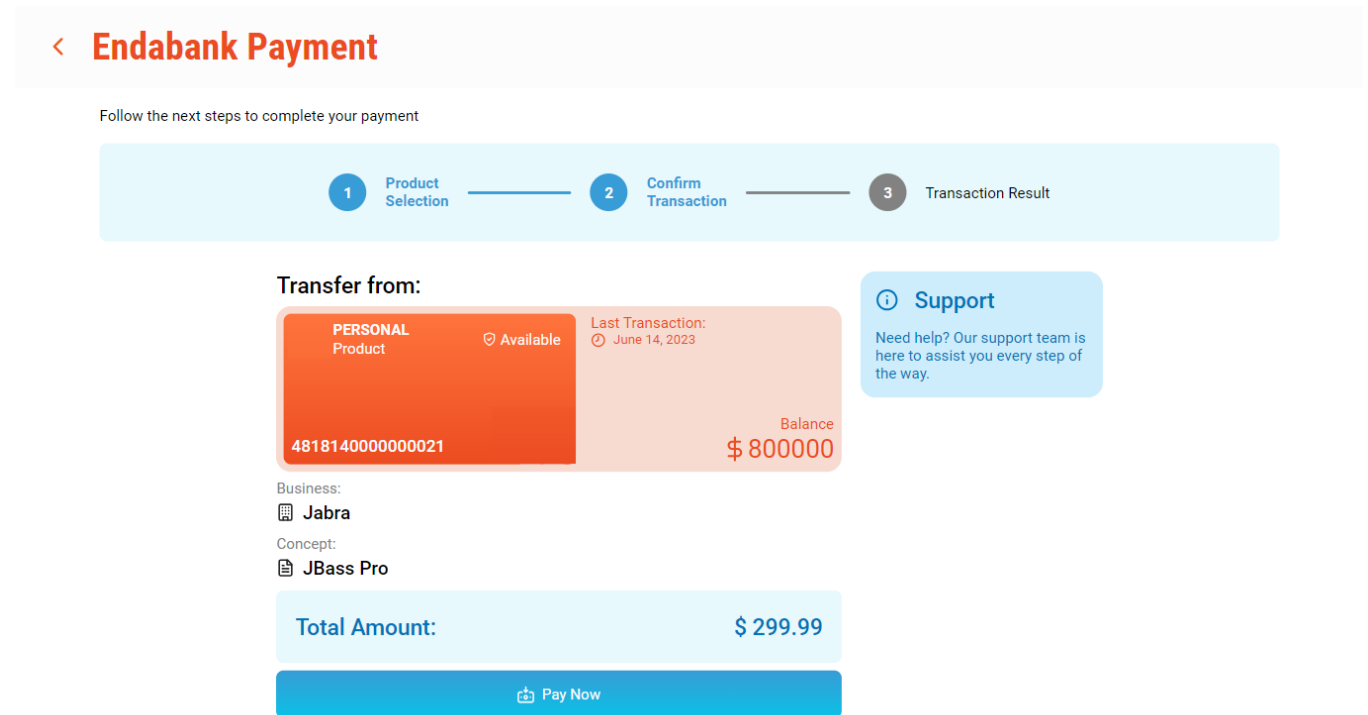 Endabank Payment
Follow the next steps to complete your payment
1
Product
Selection
2
Confirm
Transaction
3
Transaction Result
Transfer from:
PERSONAL
Product
Available
4818140000000021
Last Transaction:
June 14, 2023
Balance
$ 800000
Business:
Jabra
Concept:
JBass Pro
Total Amount:
$ 299.99
Pay Now
Support
Need help? Our support team is
here to assist you every step of
the way.